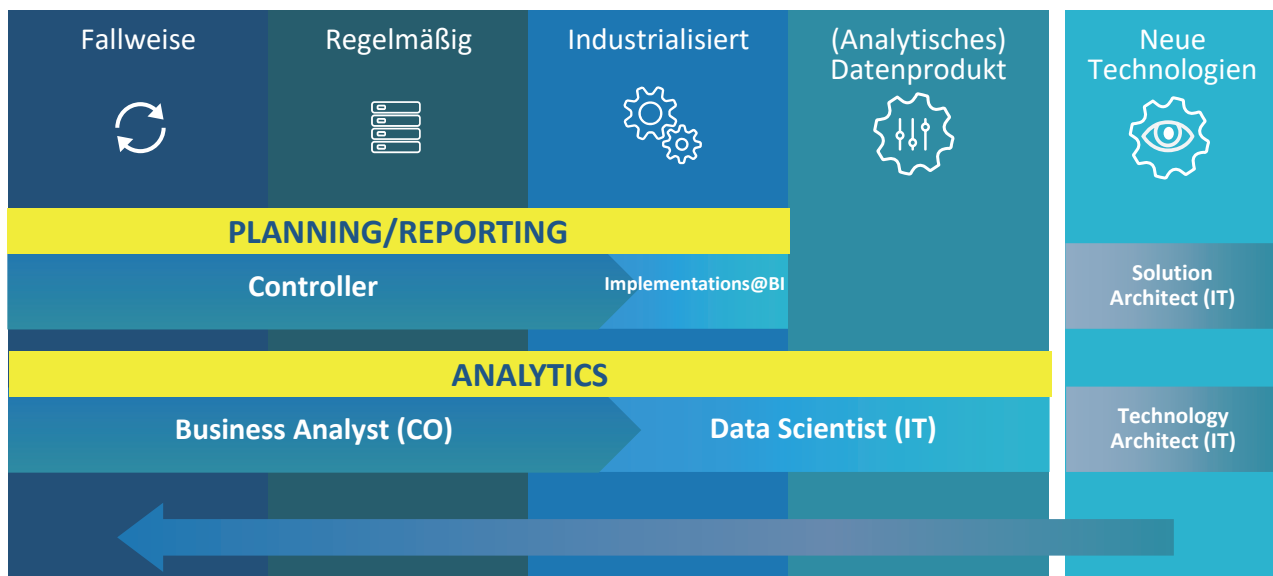 Fallweise
Regelmäßig
Industrialisiert
(Analytisches)
Datenprodukt
Neue
Technologien
PLANNING/REPORTING
Controller
Implementations@BI
Solution
Architect (IT)
ANALYTICS
Business Analyst (CO)
Data Scientist (IT)
Technology
Architect (IT)